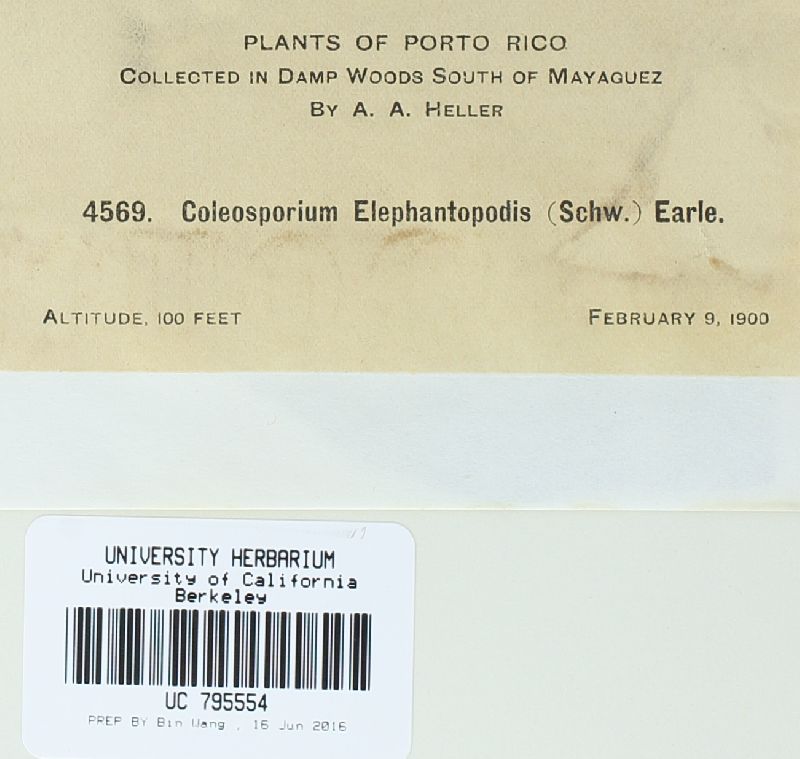 PLANTS OF PORTO RICO
COLLECTED IN DAMP WOODS SOUTH OF MAYAGUEZ
BY A. A. HELLER
4569. Coleosporium Elephantopodis (Schw.) Earle.
ALTITUDE, 100 FEET FEBRUARY 9, 1900
UNIVERSITY HERBARIUM
University of California
Berkeley
UC 795554
PREP BY Bin Wang , 16 Jun 2016